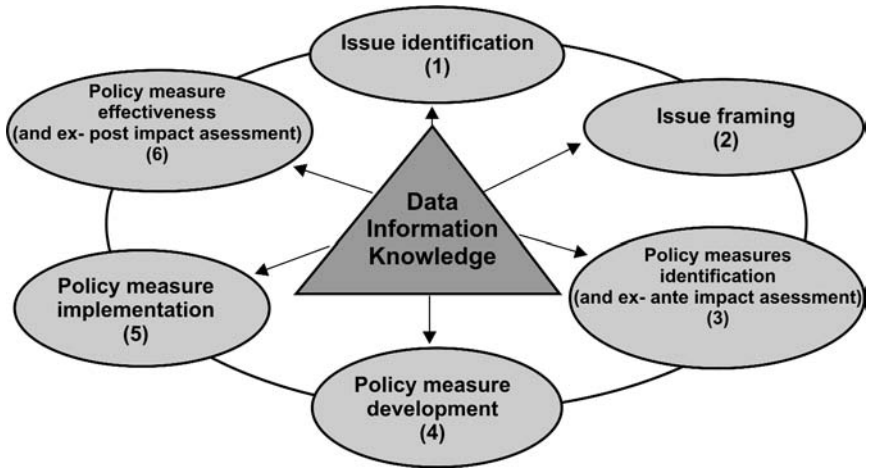 Issue identification
(1)
Issue framing
(2)
Policy measures
identification
(and ex- ante impact asessment)
(3)
Policy measure
development
(4)
Policy measure
implementation
(5)
Policy measure
effectiveness
(and ex- post impact asessment)
(6)
Data
Information
Knowledge